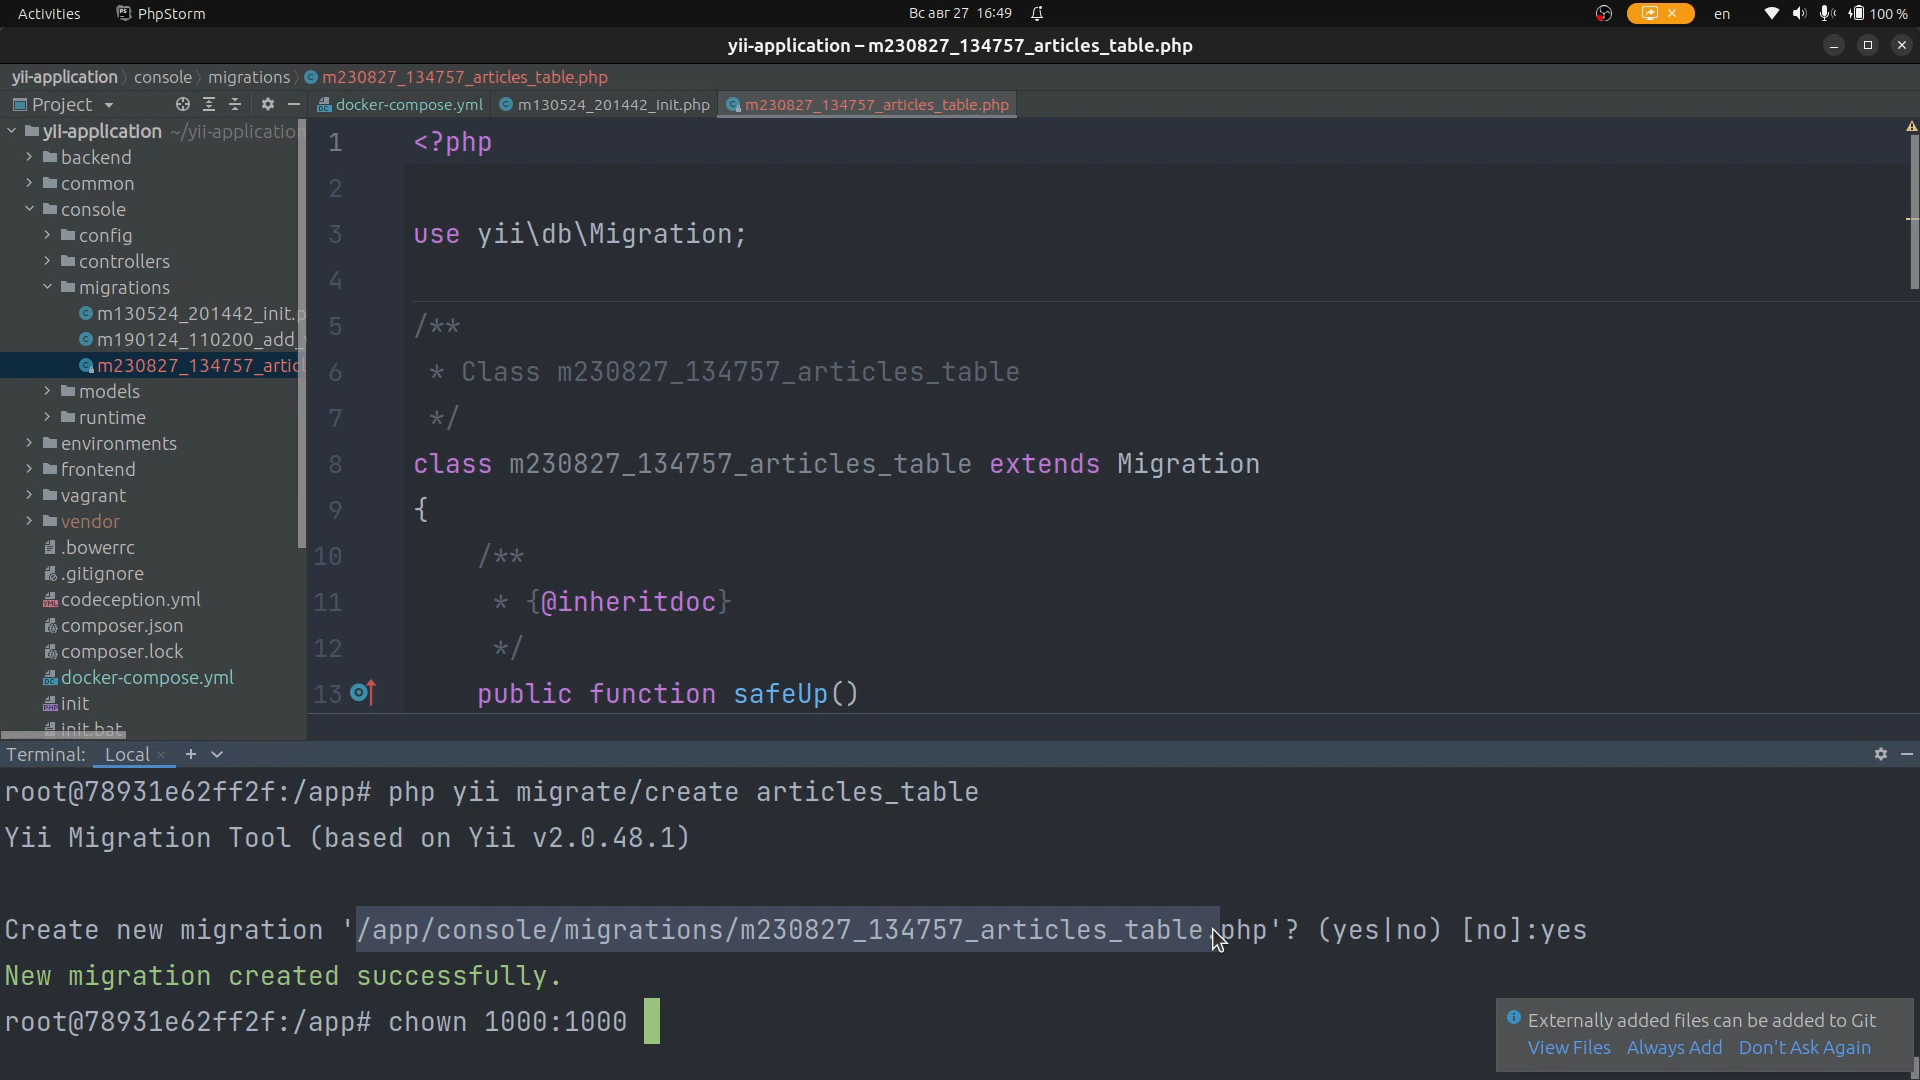 Activities PhpStorm Вс авг 27 16:49 en 100 %
yii-application – m230827_134757_articles_table.php
yii-application console migrations m230827_134757_articles_table.php
Project docker-compose.yml m130524_201442_init.php m230827_134757_articles_table.php
yii-application ~/yii-application
backend
common
console
config
controllers
migrations
m130524_201442_init.p
m190124_110200_add_
m230827_134757_articl
models
runtime
environments
frontend
vagrant
vendor
.bowerrc
.gitignore
codeception.yml
composer.json
composer.lock
docker-compose.yml
init
init.bat
1 <?php
2
3 use yii\db\Migration;
4
5 /**
6 * Class m230827_134757_articles_table
7 */
8 class m230827_134757_articles_table extends Migration
9 {
10 /**
11 * {@inheritdoc}
12 */
13 public function safeUp()
Terminal: Local
root@78931e62ff2f:/app# php yii migrate/create articles_table
Yii Migration Tool (based on Yii v2.0.48.1)
Create new migration '/app/console/migrations/m230827_134757_articles_table.php'? (yes|no) [no]:yes
New migration created successfully.
root@78931e62ff2f:/app# chown 1000:1000
Externally added files can be added to Git
View Files Always Add Don't Ask Again